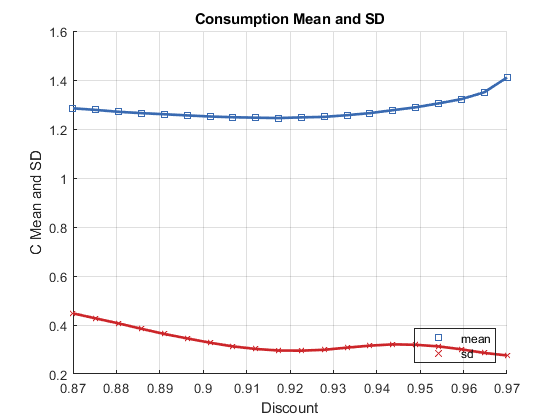 Consumption Mean and SD
1.6
1.4
1.2
1
0.8
0.6
0.4
0.2
C Mean and SD
mean
sd
0.87 0.88 0.89 0.9 0.91 0.92 0.93 0.94 0.95 0.96 0.97
Discount